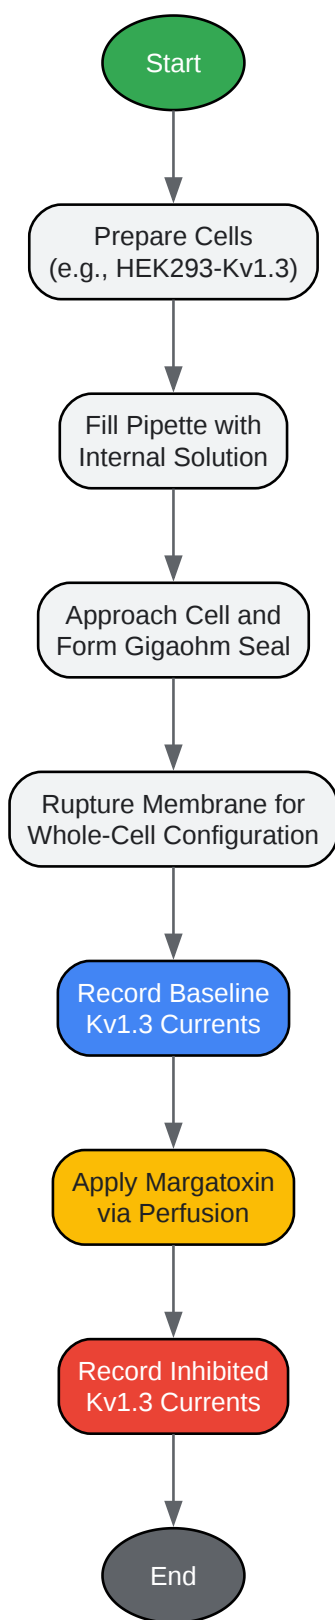 Start
Prepare Cells
(e.g., HEK293-Kv1.3)
Fill Pipette with
Internal Solution
Approach Cell and
Form Gigaohm Seal
Rupture Membrane for
Whole-Cell Configuration
Record Baseline
Kv1.3 Currents
Apply Margatoxin
via Perfusion
Record Inhibited
Kv1.3 Currents
End